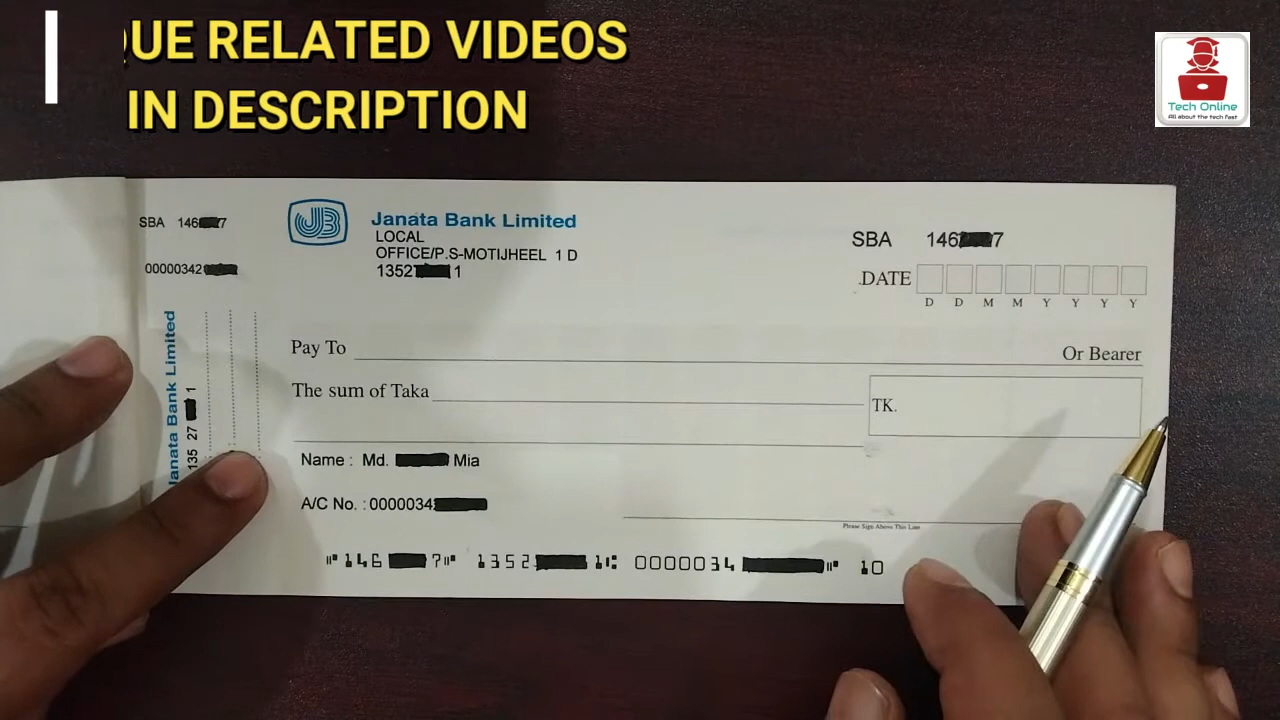 UE RELATED VIDEOS
IN DESCRIPTION
Tech Online
All about the tech fast
SBA 146 7
00000342
Janata Bank Limited
135 27 1
JB
Janata Bank Limited
LOCAL
OFFICE/P.S-MOTIJHEEL 1 D
1352 1
SBA 146 7
DATE
D D M M Y Y Y Y
Pay To
Or Bearer
The sum of Taka
TK.
Name : Md. Mia
A/C No. : 0000034
Please Sign Above This Line
⑈146 7⑈ 1352 1⑆ 0000034 ⑈ 10